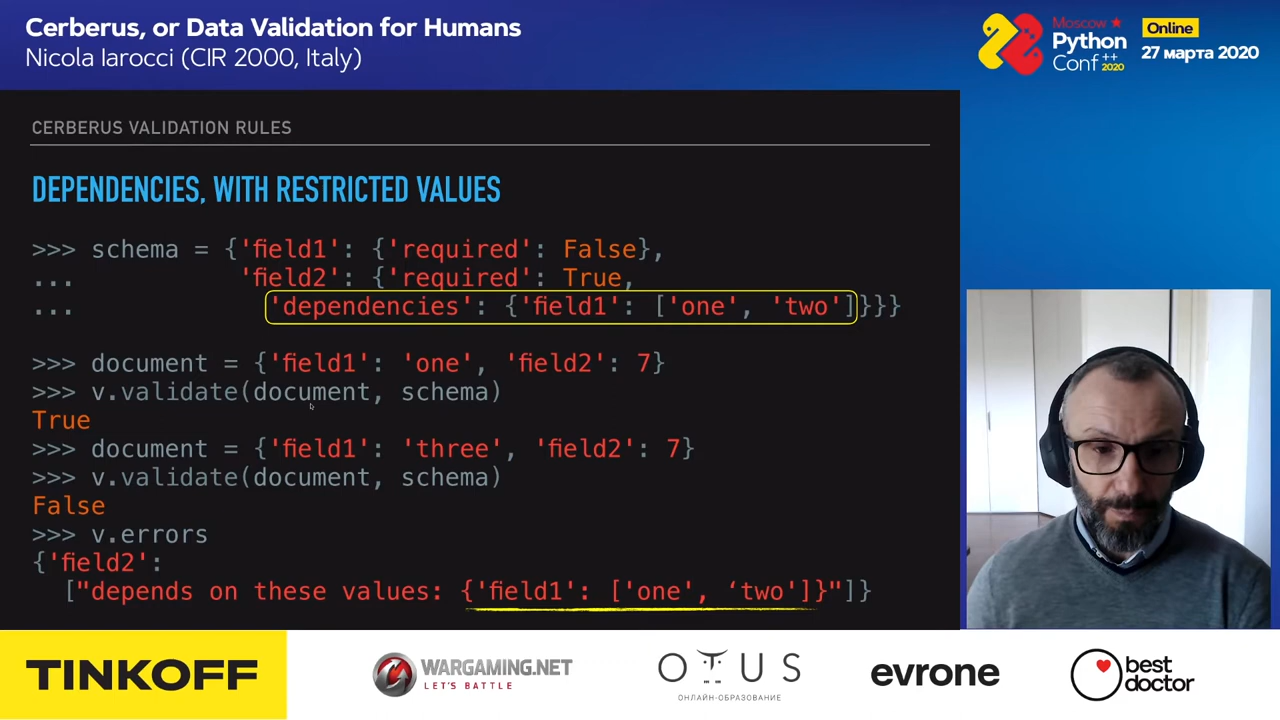 Cerberus, or Data Validation for Humans
Nicola Iarocci (CIR 2000, Italy)
Moscow
Python
Conf++
2020
Online
27 марта 2020
CERBERUS VALIDATION RULES
DEPENDENCIES, WITH RESTRICTED VALUES
>>> schema = {'field1': {'required': False},
... 'field2': {'required': True,
... 'dependencies': {'field1': ['one', 'two']}}}
>>> document = {'field1': 'one', 'field2': 7}
>>> v.validate(document, schema)
True
>>> document = {'field1': 'three', 'field2': 7}
>>> v.validate(document, schema)
False
>>> v.errors
{'field2':
["depends on these values: {'field1': ['one', ‘two']}"]}
TINKOFF
WARGAMING.NET
LET'S BATTLE
OTUS
ОНЛАЙН-ОБРАЗОВАНИЕ
evrone
best
doctor